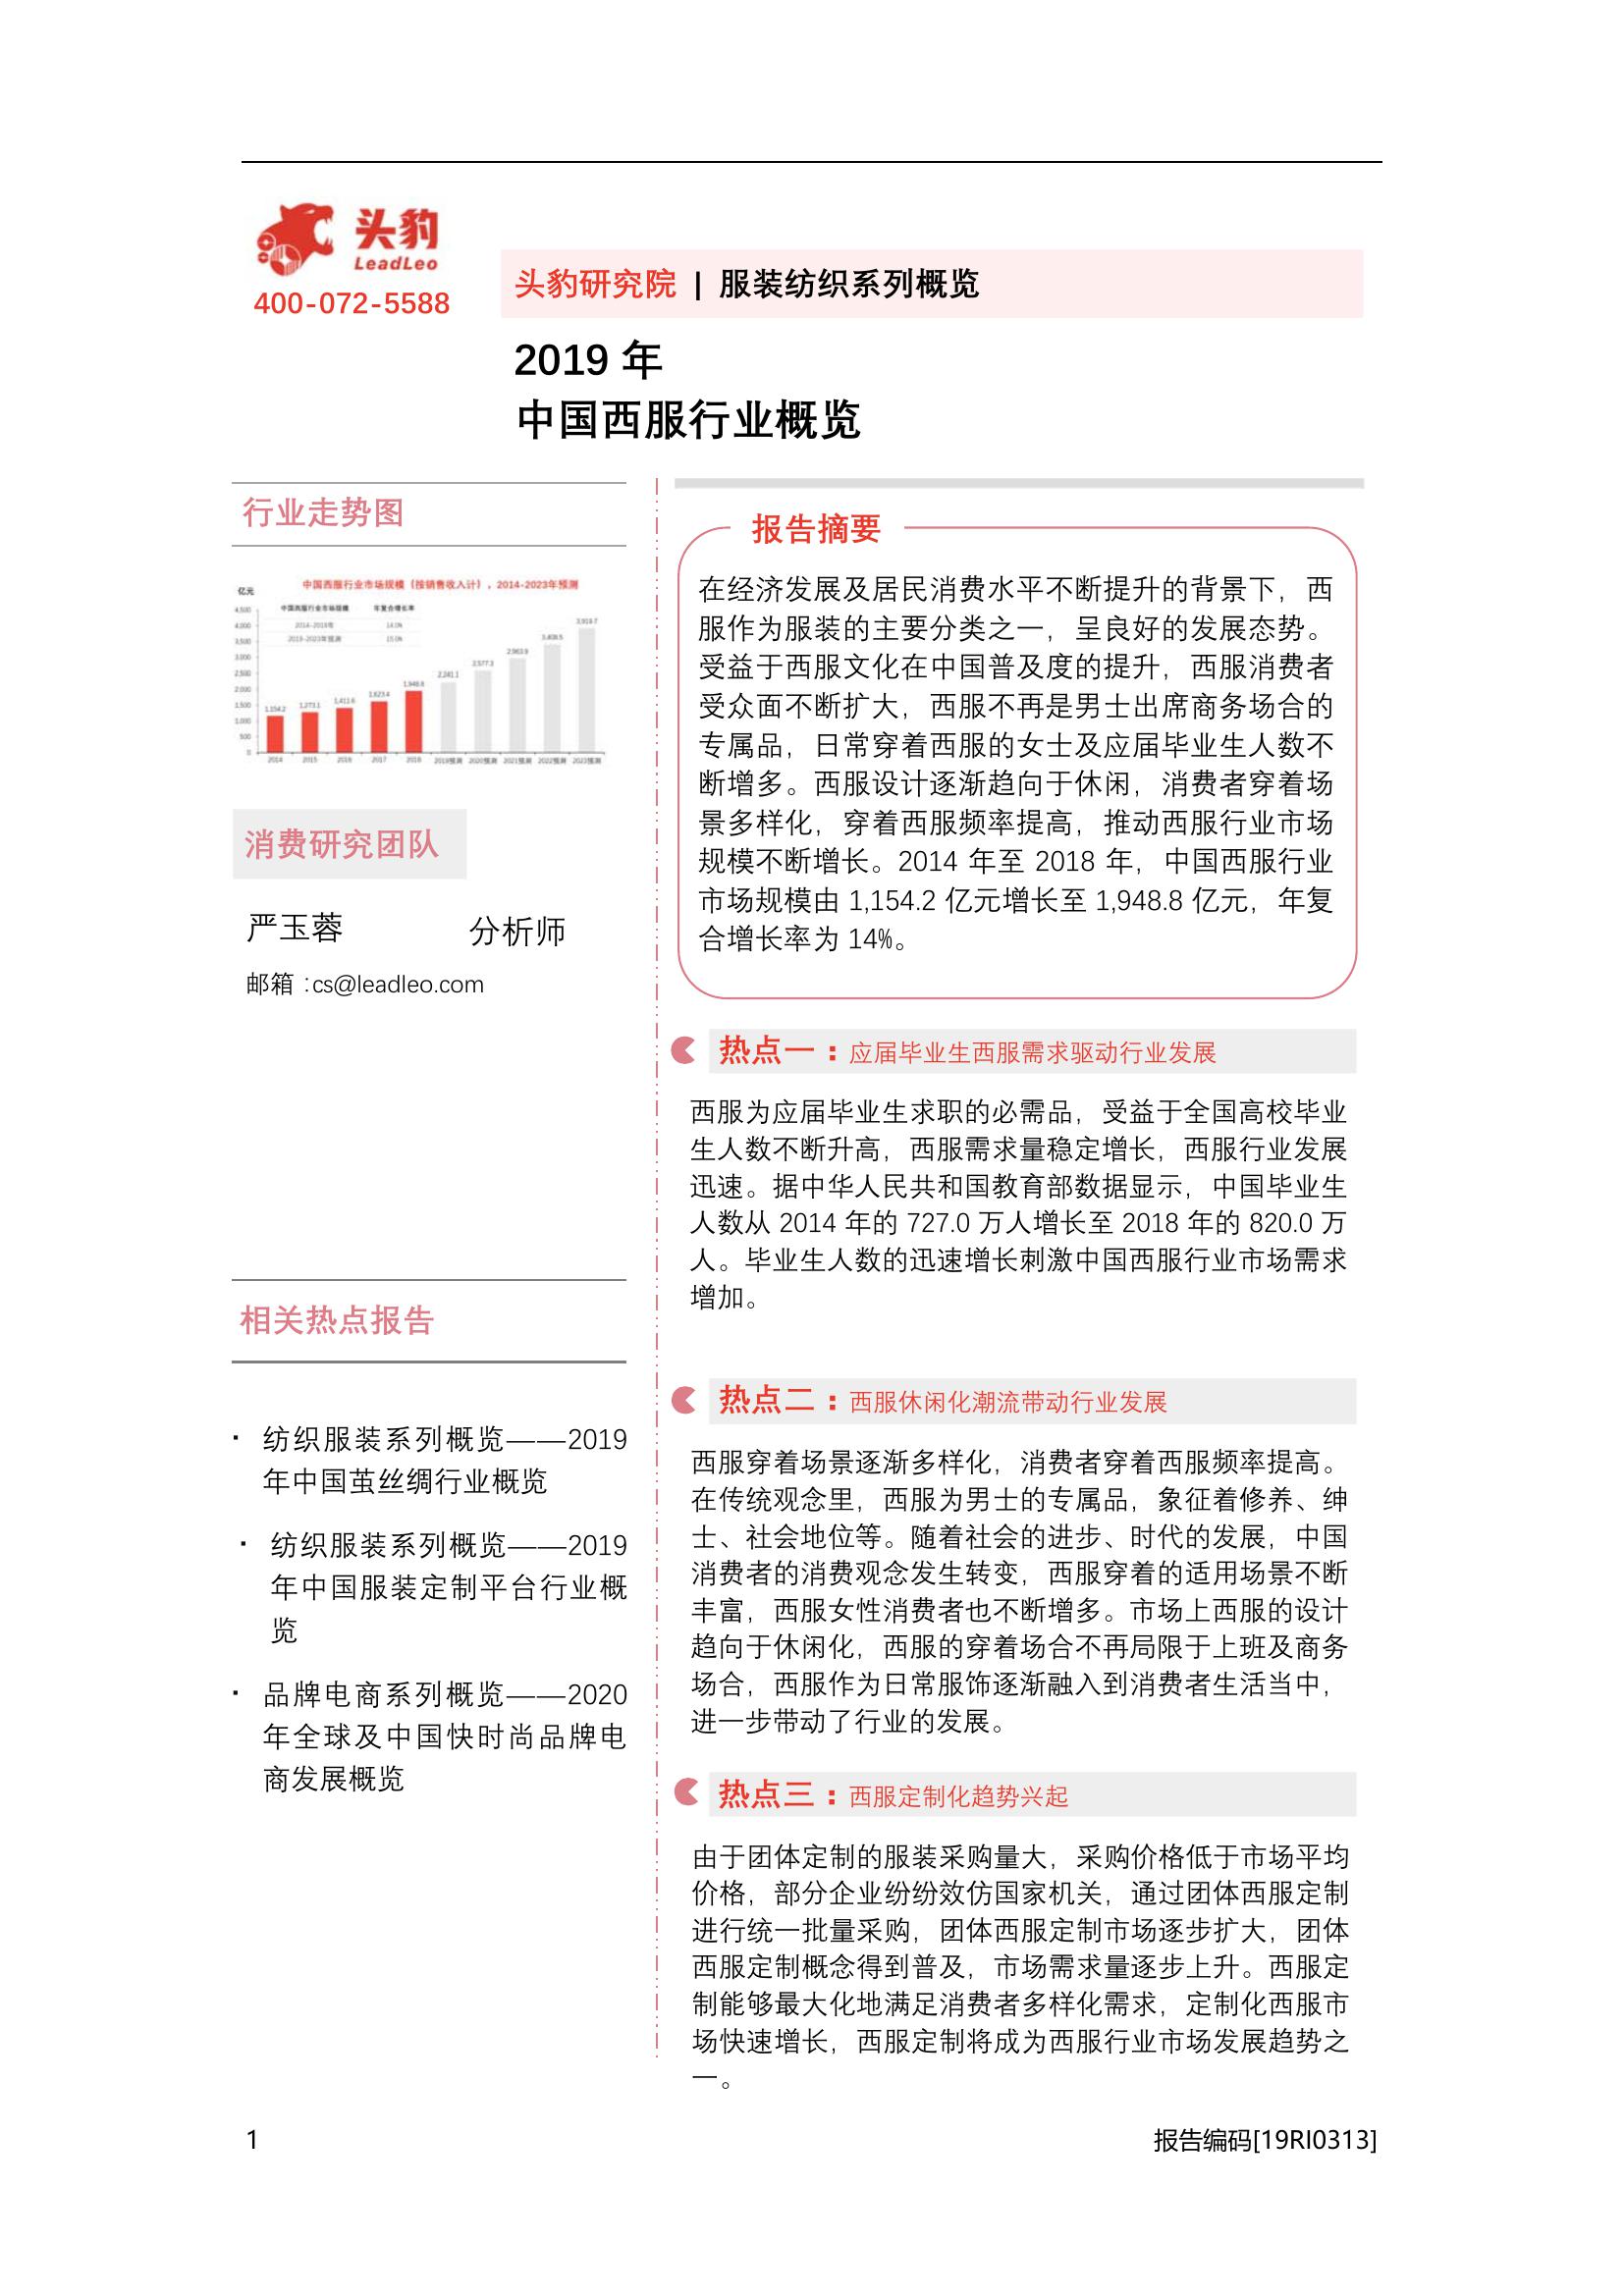 头豹
LeadLeo
400-072-5588
头豹研究院 | 服装纺织系列概览
2019 年
中国西服行业概览
行业走势图
中国西服行业市场规模（按销售收入计），2014-2023年预测
亿元
中国西服行业市场规模 年复合增长率
2014-2018年 14.0%
2019-2023年预测 15.0%
4,500
4,000
3,500
3,000
2,500
2,000
1,500
1,000
500
0
1,154.2
1,273.1
1,411.6
1,623.4
1,948.8
2,241.1
2,577.3
2,963.9
3,408.5
3,919.7
2014 2015 2016 2017 2018 2019预测 2020预测 2021预测 2022预测 2023预测
消费研究团队
严玉蓉 分析师
邮箱 :cs@leadleo.com
相关热点报告
· 纺织服装系列概览——2019
年中国茧丝绸行业概览
· 纺织服装系列概览——2019
年中国服装定制平台行业概
览
· 品牌电商系列概览——2020
年全球及中国快时尚品牌电
商发展概览
报告摘要
在经济发展及居民消费水平不断提升的背景下，西
服作为服装的主要分类之一，呈良好的发展态势。
受益于西服文化在中国普及度的提升，西服消费者
受众面不断扩大，西服不再是男士出席商务场合的
专属品，日常穿着西服的女士及应届毕业生人数不
断增多。西服设计逐渐趋向于休闲，消费者穿着场
景多样化，穿着西服频率提高，推动西服行业市场
规模不断增长。2014 年至 2018 年，中国西服行业
市场规模由 1,154.2 亿元增长至 1,948.8 亿元，年复
合增长率为 14%。
热点一：应届毕业生西服需求驱动行业发展
西服为应届毕业生求职的必需品，受益于全国高校毕业
生人数不断升高，西服需求量稳定增长，西服行业发展
迅速。据中华人民共和国教育部数据显示，中国毕业生
人数从 2014 年的 727.0 万人增长至 2018 年的 820.0 万
人。毕业生人数的迅速增长刺激中国西服行业市场需求
增加。
热点二：西服休闲化潮流带动行业发展
西服穿着场景逐渐多样化，消费者穿着西服频率提高。
在传统观念里，西服为男士的专属品，象征着修养、绅
士、社会地位等。随着社会的进步、时代的发展，中国
消费者的消费观念发生转变，西服穿着的适用场景不断
丰富，西服女性消费者也不断增多。市场上西服的设计
趋向于休闲化，西服的穿着场合不再局限于上班及商务
场合，西服作为日常服饰逐渐融入到消费者生活当中，
进一步带动了行业的发展。
热点三：西服定制化趋势兴起
由于团体定制的服装采购量大，采购价格低于市场平均
价格，部分企业纷纷效仿国家机关，通过团体西服定制
进行统一批量采购，团体西服定制市场逐步扩大，团体
西服定制概念得到普及，市场需求量逐步上升。西服定
制能够最大化地满足消费者多样化需求，定制化西服市
场快速增长，西服定制将成为西服行业市场发展趋势之
一。
1
报告编码[19RI0313]